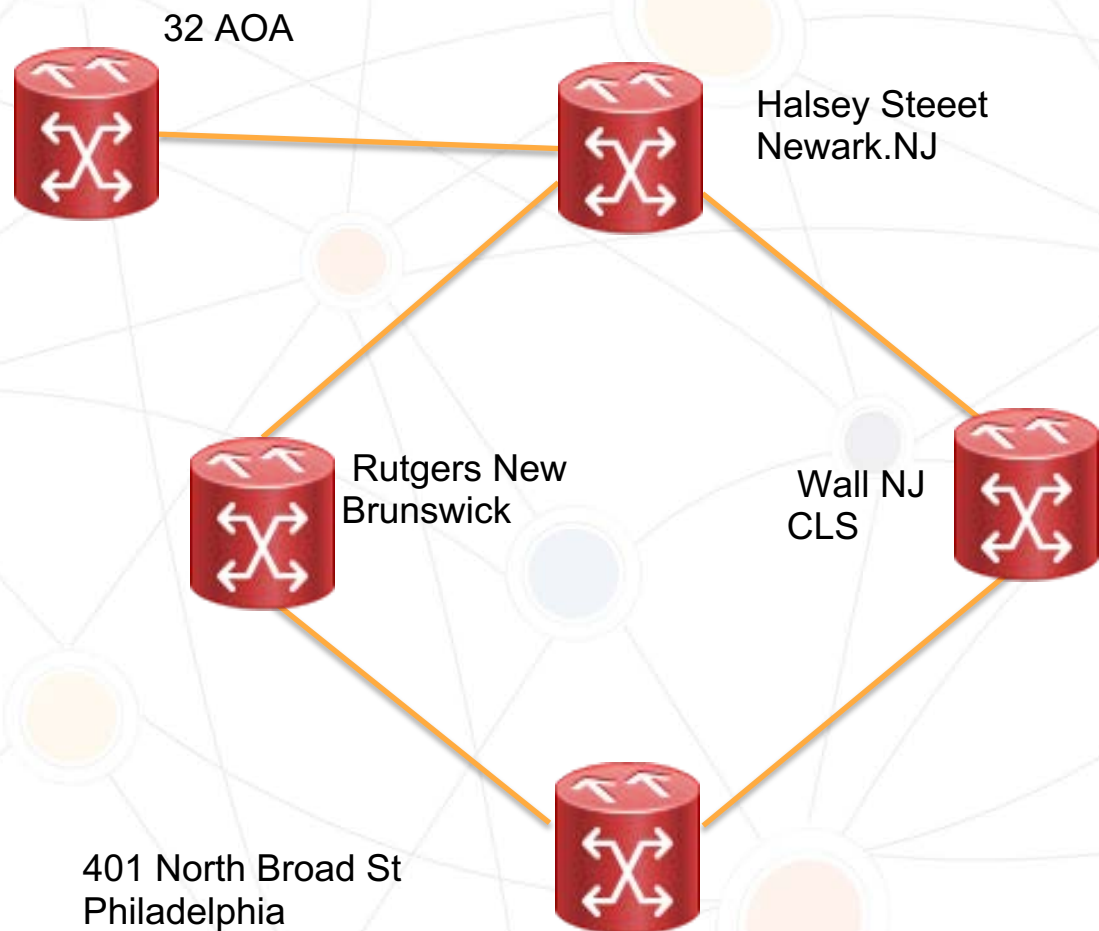 32 AOA
Halsey Steeet
Newark.NJ
Rutgers New
Brunswick
Wall NJ
CLS
401 North Broad St
Philadelphia